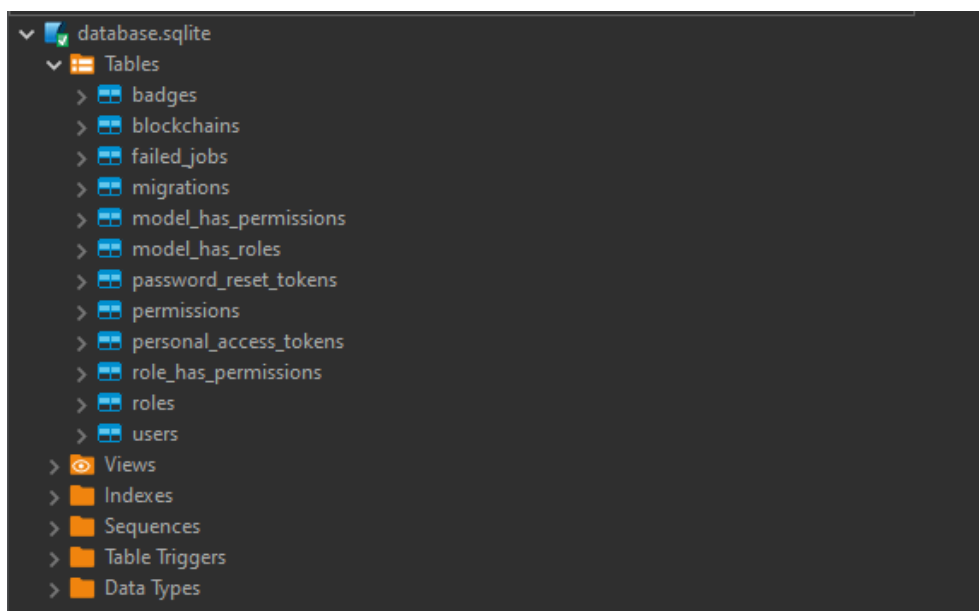 database.sqlite
Tables
badges
blockchains
failed_jobs
migrations
model_has_permissions
model_has_roles
password_reset_tokens
permissions
personal_access_tokens
role_has_permissions
roles
users
Views
Indexes
Sequences
Table Triggers
Data Types